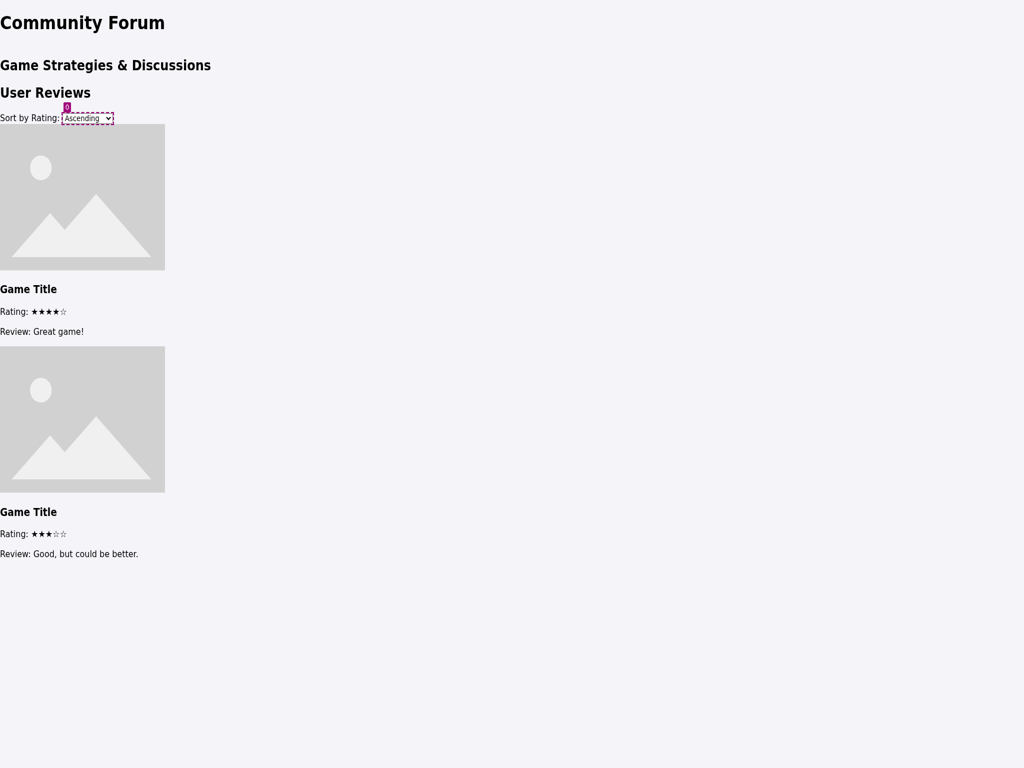 Community Forum
Game Strategies & Discussions
User Reviews
0
Sort by Rating: Ascending
Game Title
Rating: ★★★★☆
Review: Great game!
Game Title
Rating: ★★★☆☆
Review: Good, but could be better.